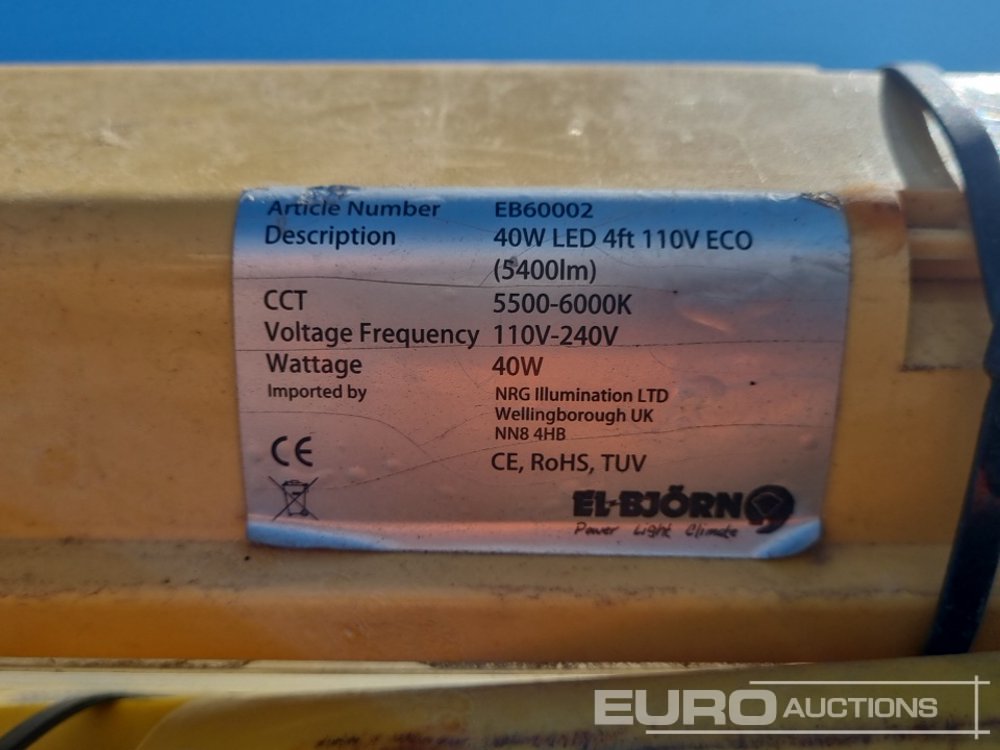 Article Number EB60002
Description 40W LED 4ft 110V ECO
(5400lm)
CCT 5500-6000K
Voltage Frequency 110V-240V
Wattage 40W
Imported by NRG Illumination LTD
Wellingborough UK
NN8 4HB
CE CE, RoHS, TUV
EL-BJÖRN
Power Light Climate
EURO AUCTIONS